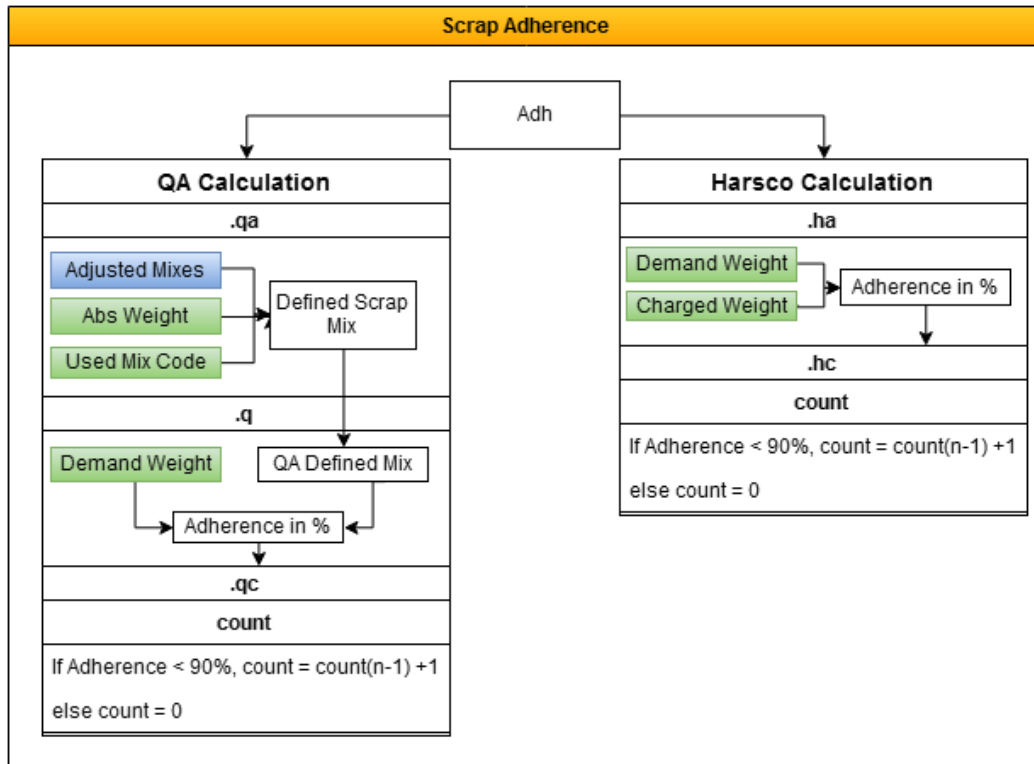 Scrap Adherence
Adh
QA Calculation
.qa
Adjusted Mixes
Abs Weight
Used Mix Code
Defined Scrap
Mix
.q
Demand Weight
QA Defined Mix
Adherence in %
.qc
count
If Adherence < 90%, count = count(n-1) +1
else count = 0
Harsco Calculation
.ha
Demand Weight
Charged Weight
Adherence in %
.hc
count
If Adherence < 90%, count = count(n-1) +1
else count = 0